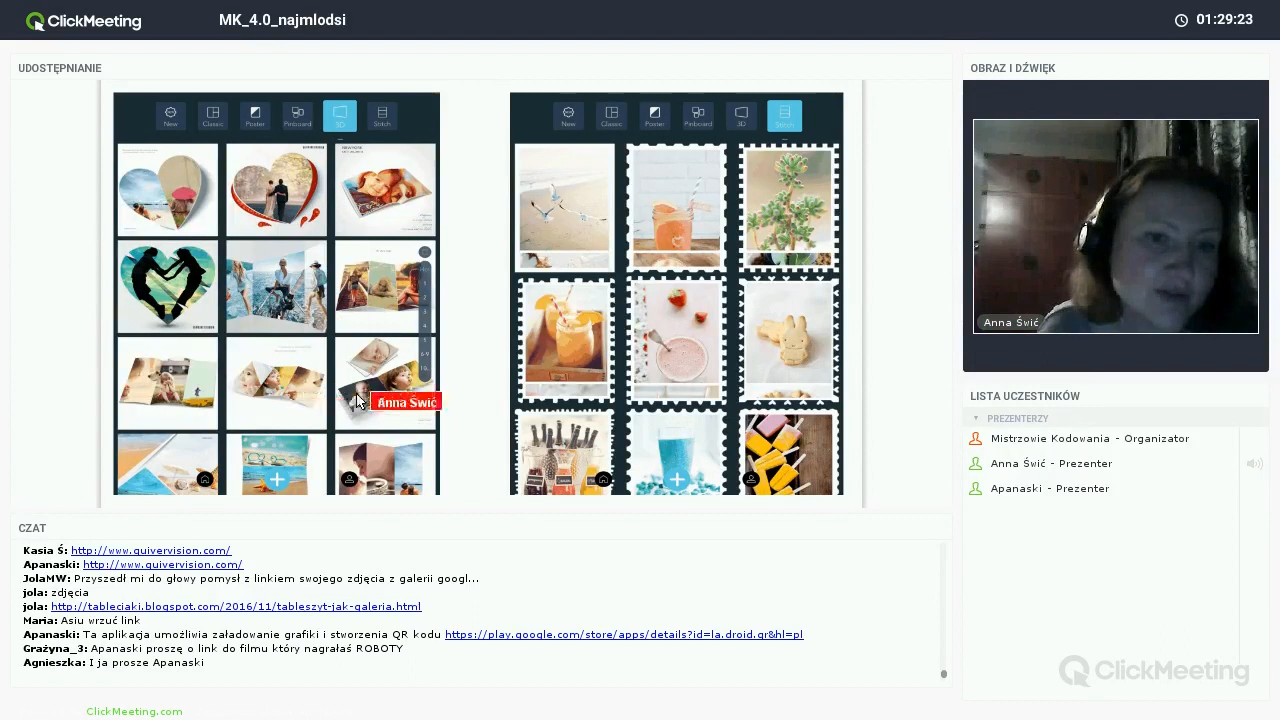 ClickMeeting
MK_4.0_najmlodsi
01:29:23
UDOSTĘPNIANIE
New Classic Poster Pinboard 3D Stitch
New Classic Poster Pinboard 3D Stitch
Anna Świć
OBRAZ I DŹWIĘK
Anna Świć
LISTA UCZESTNIKÓW
PREZENTERZY
Mistrzowie Kodowania - Organizator
Anna Świć - Prezenter
Apanaski - Prezenter
CZAT
Kasia Ś: http://www.quivervision.com/
Apanaski: http://www.quivervision.com/
JolaMW: Przyszedł mi do głowy pomysł z linkiem swojego zdjęcia z galerii googl...
jola: zdjęcia
jola: http://tableciaki.blogspot.com/2016/11/tableszyt-jak-galeria.html
Maria: Asiu wrzuć link
Apanaski: Ta aplikacja umożliwia załadowanie grafiki i stworzenia QR kodu https://play.google.com/store/apps/details?id=la.droid.qr&hl=pl
Grażyna_3: Apanaski proszę o link do filmu który nagrałaś ROBOTY
Agnieszka: I ja prosze Apanaski
ClickMeeting
ClickMeeting.com